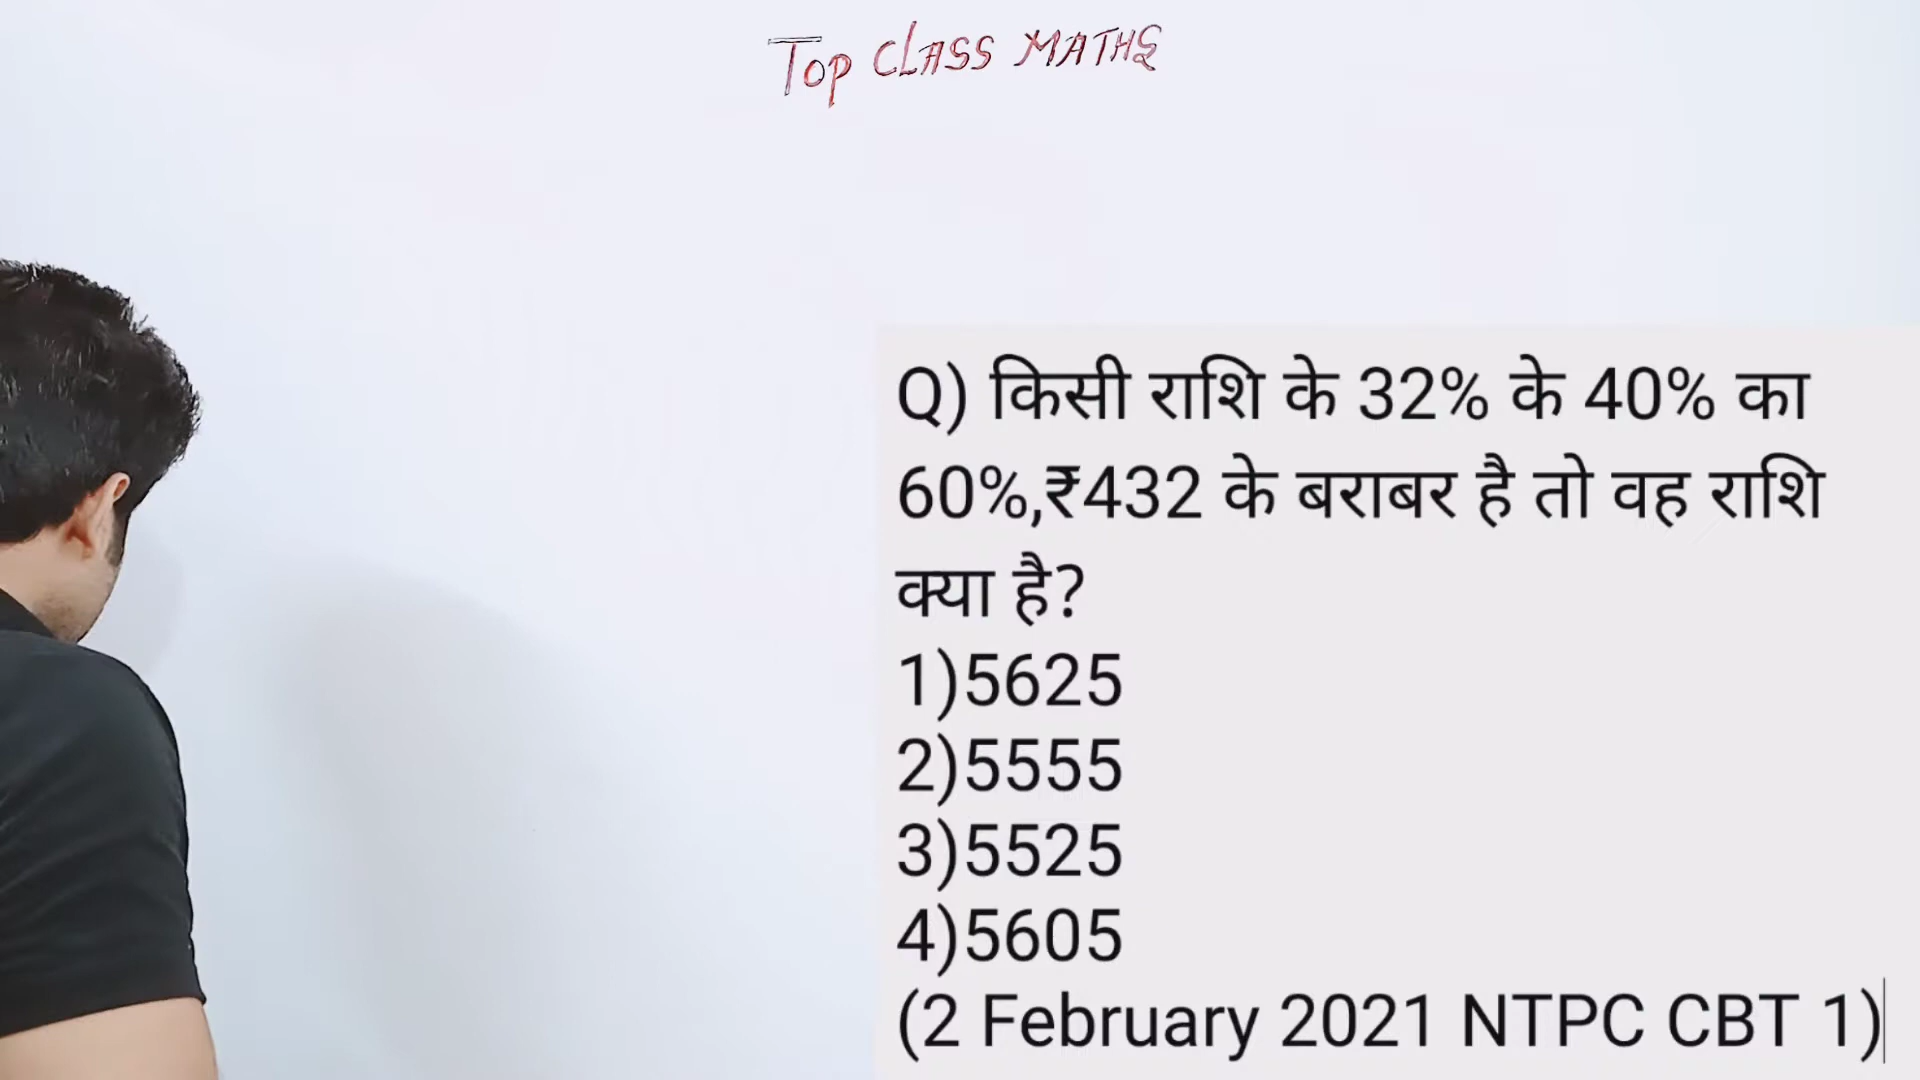 TOP CLASS MATHS
Q) किसी राशि के 32% के 40% का
60%,₹432 के बराबर है तो वह राशि
क्या है?
1)5625
2)5555
3)5525
4)5605
(2 February 2021 NTPC CBT 1)